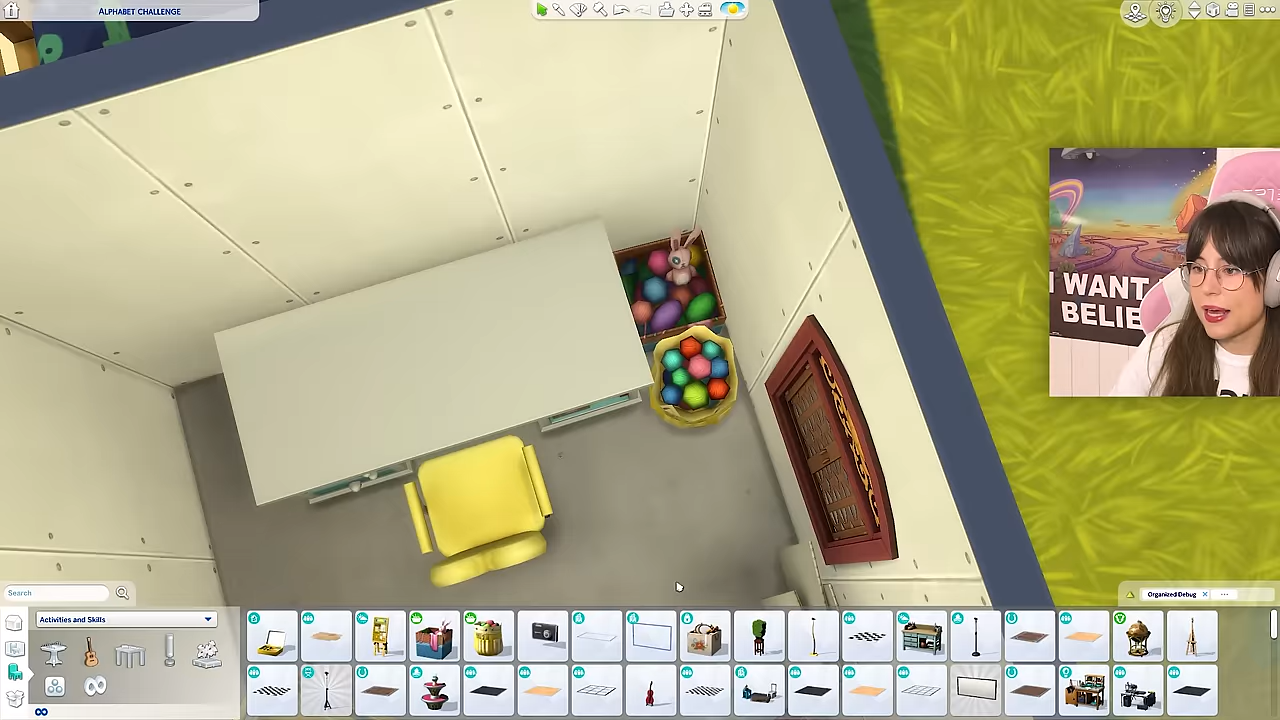 ALPHABET CHALLENGE
I WANT
BELIE
Search
Organized Debug
Activities and Skills